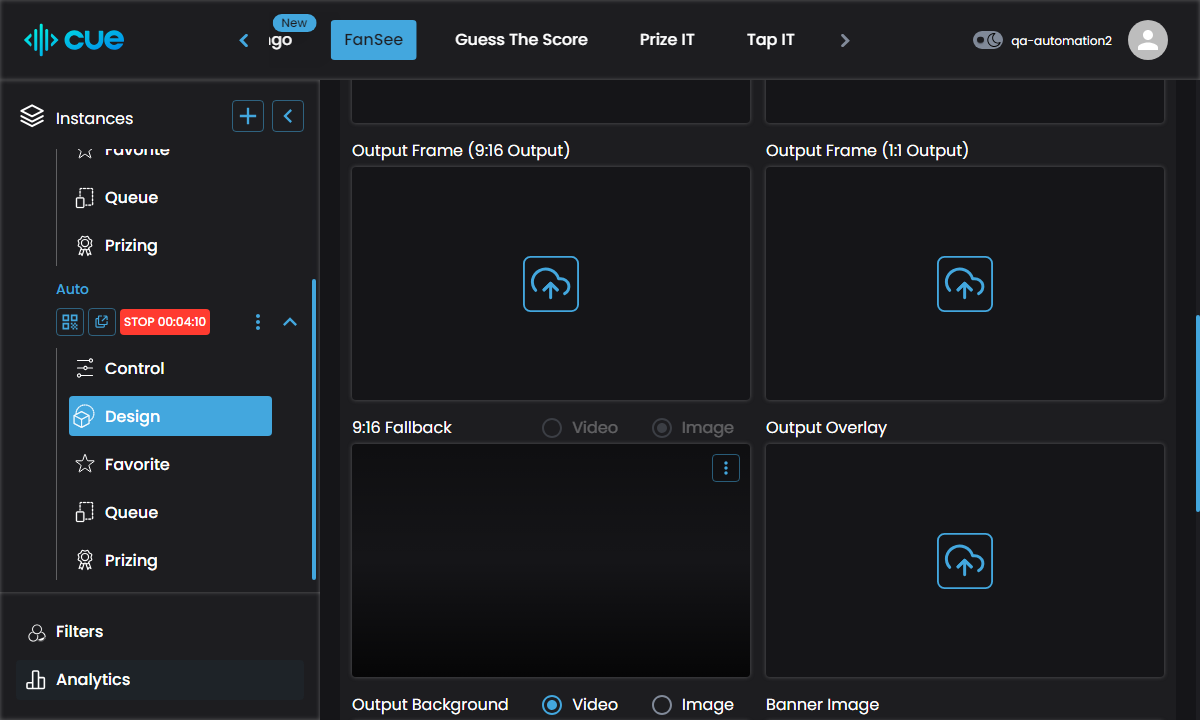 cue
New
ngo
FanSee
Guess The Score
Prize IT
Tap IT
qa-automation2
Instances
Favorite
Queue
Prizing
Auto
STOP 00:04:10
Control
Design
Favorite
Queue
Prizing
Filters
Analytics
Output Frame (9:16 Output)
Output Frame (1:1 Output)
9:16 Fallback
Video
Image
Output Overlay
Output Background
Video
Image
Banner Image